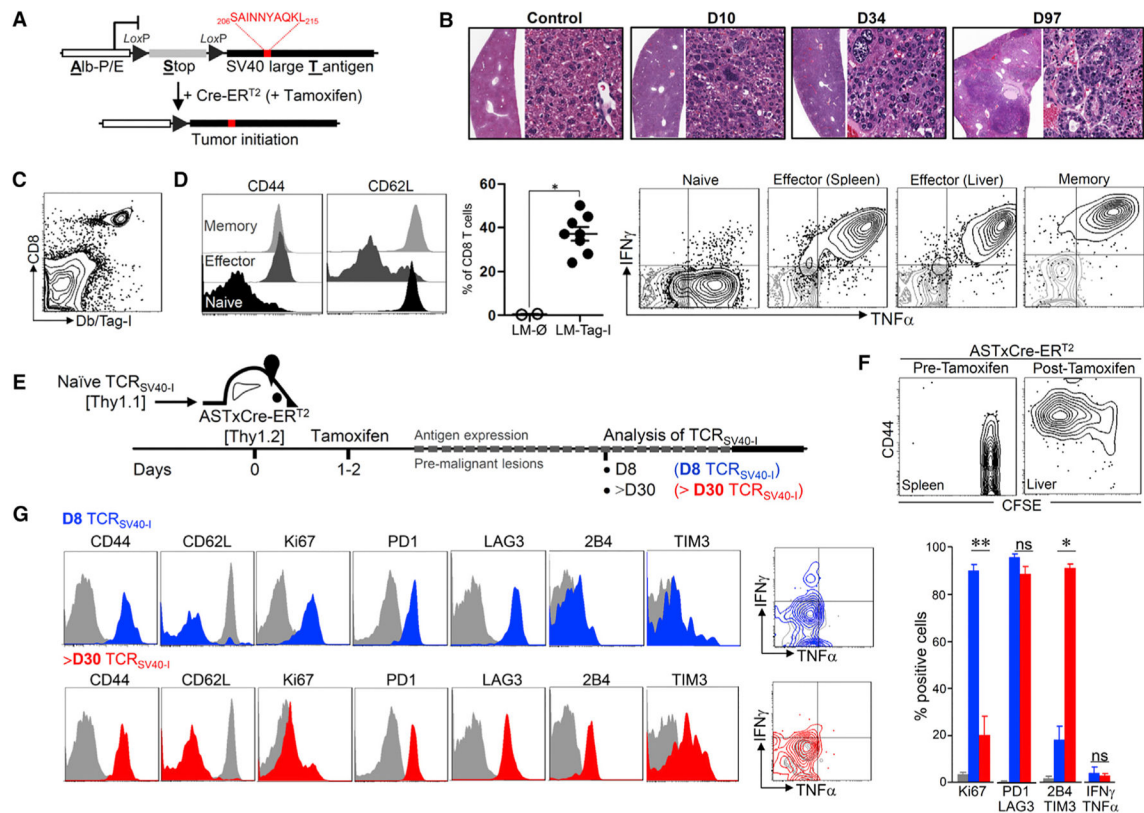 A
206SAINNYAQKL215
LoxP LoxP
Alb-P/E Stop SV40 large T antigen
+ Cre-ERT2 (+ Tamoxifen)
Tumor initiation
B
Control D10 D34 D97
C
CD8
Db/Tag-I
D
CD44 CD62L
Memory
Effector
Naive
% of CD8 T cells
60
40
20
0
*
LM-Ø LM-Tag-I
Naive Effector (Spleen) Effector (Liver) Memory
IFNγ
TNFα
E
Naïve TCRSV40-I
[Thy1.1]
ASTxCre-ERT2
[Thy1.2]
Tamoxifen
Antigen expression
Pre-malignant lesions
Analysis of TCRSV40-I
Days 0 1-2
D8 (D8 TCRSV40-I)
>D30 (> D30 TCRSV40-I)
F
ASTxCre-ERT2
Pre-Tamoxifen Post-Tamoxifen
CD44
Spleen Liver
CFSE
G
D8 TCRSV40-I
CD44 CD62L Ki67 PD1 LAG3 2B4 TIM3
IFNγ
TNFα
>D30 TCRSV40-I
CD44 CD62L Ki67 PD1 LAG3 2B4 TIM3
IFNγ
TNFα
% positive cells
100
80
60
40
20
0
** ns *
ns
Ki67 PD1 2B4 IFNγ
LAG3 TIM3 TNFα